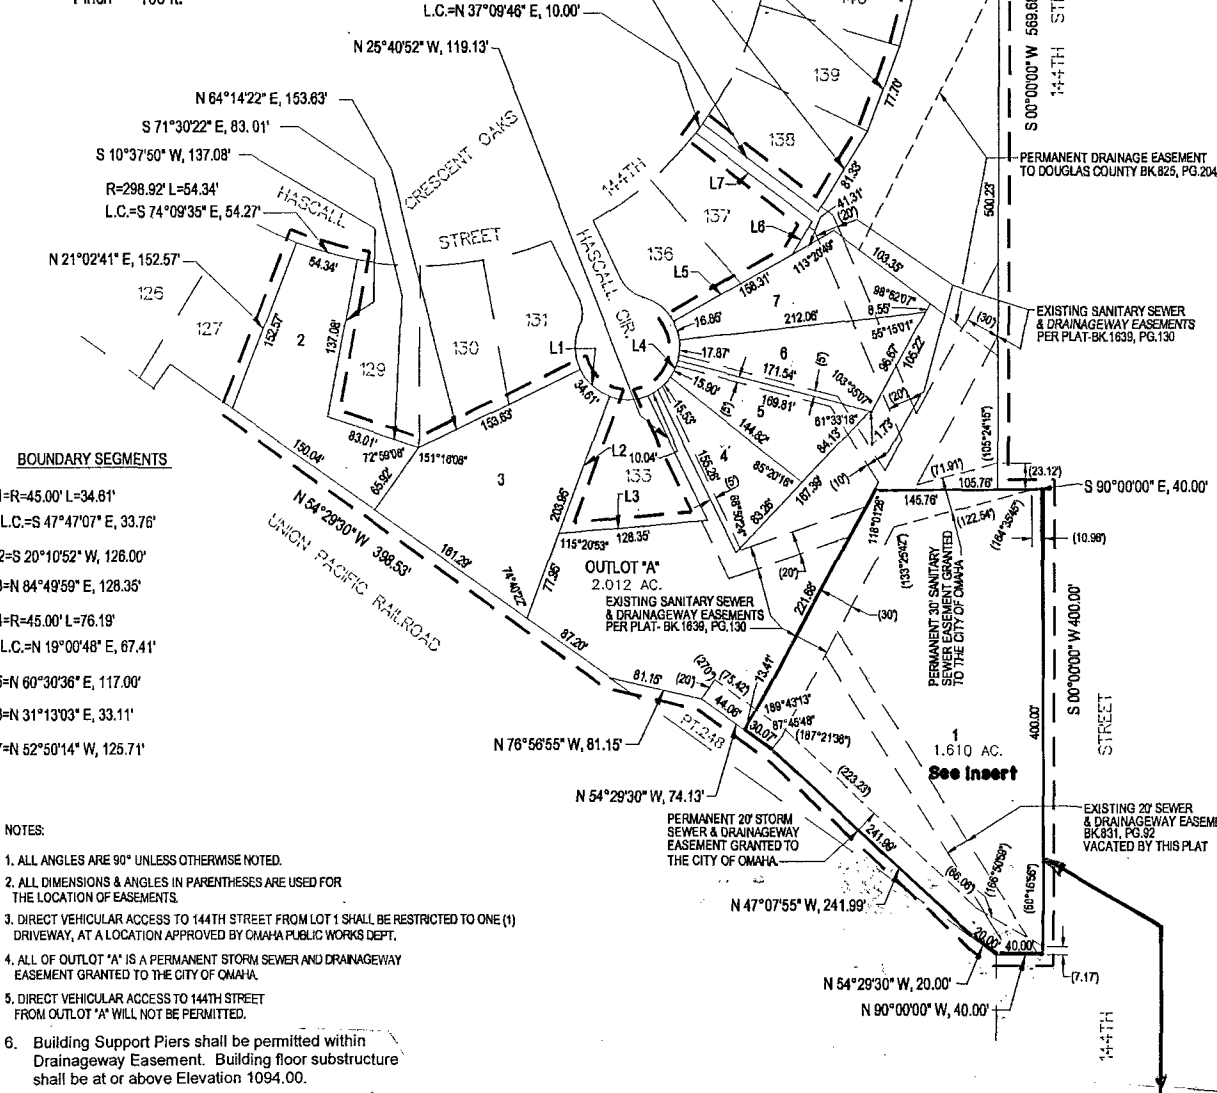 L.C.=N 37°09'46" E, 10.00'
N 25°40'52" W, 119.13'
N 64°14'22" E, 153.63'
S 71°30'22" E, 83.01'
S 10°37'50" W, 137.08'
R=298.92' L=54.34'
L.C.=S 74°09'35" E, 54.27'
N 21°02'41" E, 152.57'
HASCALL
STREET
CRESCENT OAKS
HASCALL CIR.
144TH
126
127
2
129
130
131
3
133
4
5
6
7
136
137
138
139
54.34'
152.57'
137.08'
83.01'
72°59'08"
151°16'08"
153.63'
65.92'
150.04'
34.61'
L1
L2
L3
L4
L5
L6
L7
10.04'
203.96'
128.35'
115°20'53"
77.95'
74°40'22"
161.29'
87.20'
N 54°29'30" W 398.53'
UNION PACIFIC RAILROAD
16.85'
17.87'
15.90'
15.53'
158.31'
212.06'
171.54'
169.81'
144.82'
155.26'
(5')
(5')
(5')
113°20'49"
98°52'07"
8.55'
55°15'01"
96.67'
105.22'
103°35'07"
81°33'18"
84.13'
85°20'16"
167.39'
83.26'
1.73'
(10')
(20')
(20')
(20')
(30')
(30')
103.35'
41.31'
81.33'
77.70'
500.23'
S 00°00'00" W 569.68
144TH STR
PERMANENT DRAINAGE EASEMENT
TO DOUGLAS COUNTY BK.825, PG.204
EXISTING SANITARY SEWER
& DRAINAGEWAY EASEMENTS
PER PLAT-BK.1639, PG.130
(105°24'15")
(71.91')
105.76'
(23.12')
S 90°00'00" E, 40.00'
145.76'
(122.54')
(164°35'45")
(10.96')
118°01'26"
(133°25'42")
PERMANENT 30' SANITARY
SEWER EASEMENT GRANTED
TO THE CITY OF OMAHA
S 00°00'00" W 400.00'
400.00'
STREET
OUTLOT "A"
2.012 AC.
EXISTING SANITARY SEWER
& DRAINAGEWAY EASEMENTS
PER PLAT- BK.1639, PG.130
221.68'
13.41'
(270°)
(75.42')
(20')
81.15'
44.06'
30.07'
PT.248
189°43'13"
87°45'48"
(187°21'36")
N 76°56'55" W, 81.15'
N 54°29'30" W, 74.13'
1
1.610 AC.
See Insert
(223.23')
241.99'
(66.06')
(166°50'59")
(60°16'56")
PERMANENT 20' STORM
SEWER & DRAINAGEWAY
EASEMENT GRANTED TO
THE CITY OF OMAHA.
EXISTING 20' SEWER
& DRAINAGEWAY EASEME
BK.831, PG.92
VACATED BY THIS PLAT
N 47°07'55" W, 241.99'
20.00'
40.00'
(7.17')
N 54°29'30" W, 20.00'
N 90°00'00" W, 40.00'
144TH
BOUNDARY SEGMENTS
=R=45.00' L=34.61'
L.C.=S 47°47'07" E, 33.76'
2=S 20°10'52" W, 126.00'
=N 84°49'59" E, 128.35'
=R=45.00' L=76.19'
L.C.=N 19°00'48" E, 67.41'
=N 60°30'36" E, 117.00'
=N 31°13'03" E, 33.11'
=N 52°50'14" W, 125.71'
NOTES:
1. ALL ANGLES ARE 90° UNLESS OTHERWISE NOTED.
2. ALL DIMENSIONS & ANGLES IN PARENTHESES ARE USED FOR
THE LOCATION OF EASEMENTS.
3. DIRECT VEHICULAR ACCESS TO 144TH STREET FROM LOT 1 SHALL BE RESTRICTED TO ONE (1)
DRIVEWAY, AT A LOCATION APPROVED BY OMAHA PUBLIC WORKS DEPT.
4. ALL OF OUTLOT "A" IS A PERMANENT STORM SEWER AND DRAINAGEWAY
EASEMENT GRANTED TO THE CITY OF OMAHA.
5. DIRECT VEHICULAR ACCESS TO 144TH STREET
FROM OUTLOT "A" WILL NOT BE PERMITTED.
6. Building Support Piers shall be permitted within
Drainageway Easement. Building floor substructure
shall be at or above Elevation 1094.00.